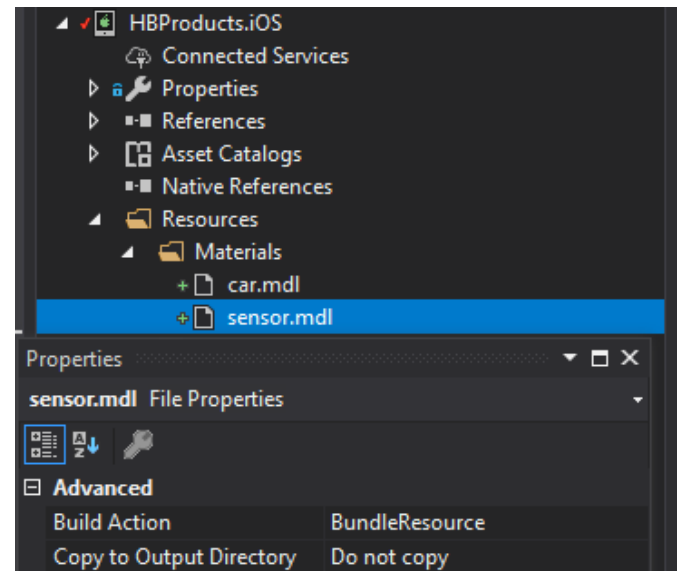 HBProducts.iOS
Connected Services
Properties
References
Asset Catalogs
Native References
Resources
Materials
car.mdl
sensor.mdl
Properties
sensor.mdl File Properties
Advanced
Build Action BundleResource
Copy to Output Directory Do not copy